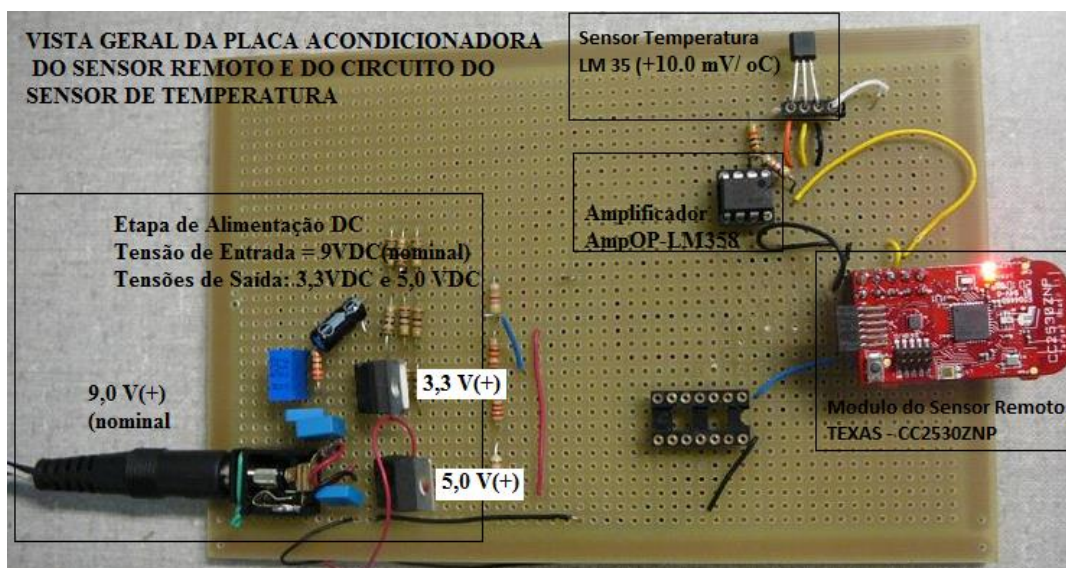 VISTA GERAL DA PLACA ACONDICIONADORA
DO SENSOR REMOTO E DO CIRCUITO DO
SENSOR DE TEMPERATURA
Sensor Temperatura
LM 35 (+10.0 mV/ oC)
Amplificador
AmpOP-LM358
Etapa de Alimentação DC
Tensão de Entrada = 9VDC(nominal)
Tensões de Saída: 3,3VDC e 5,0 VDC
9,0 V(+)
(nominal
3,3 V(+)
5,0 V(+)
CC2530ZNP
Modulo do Sensor Remoto
TEXAS - CC2530ZNP